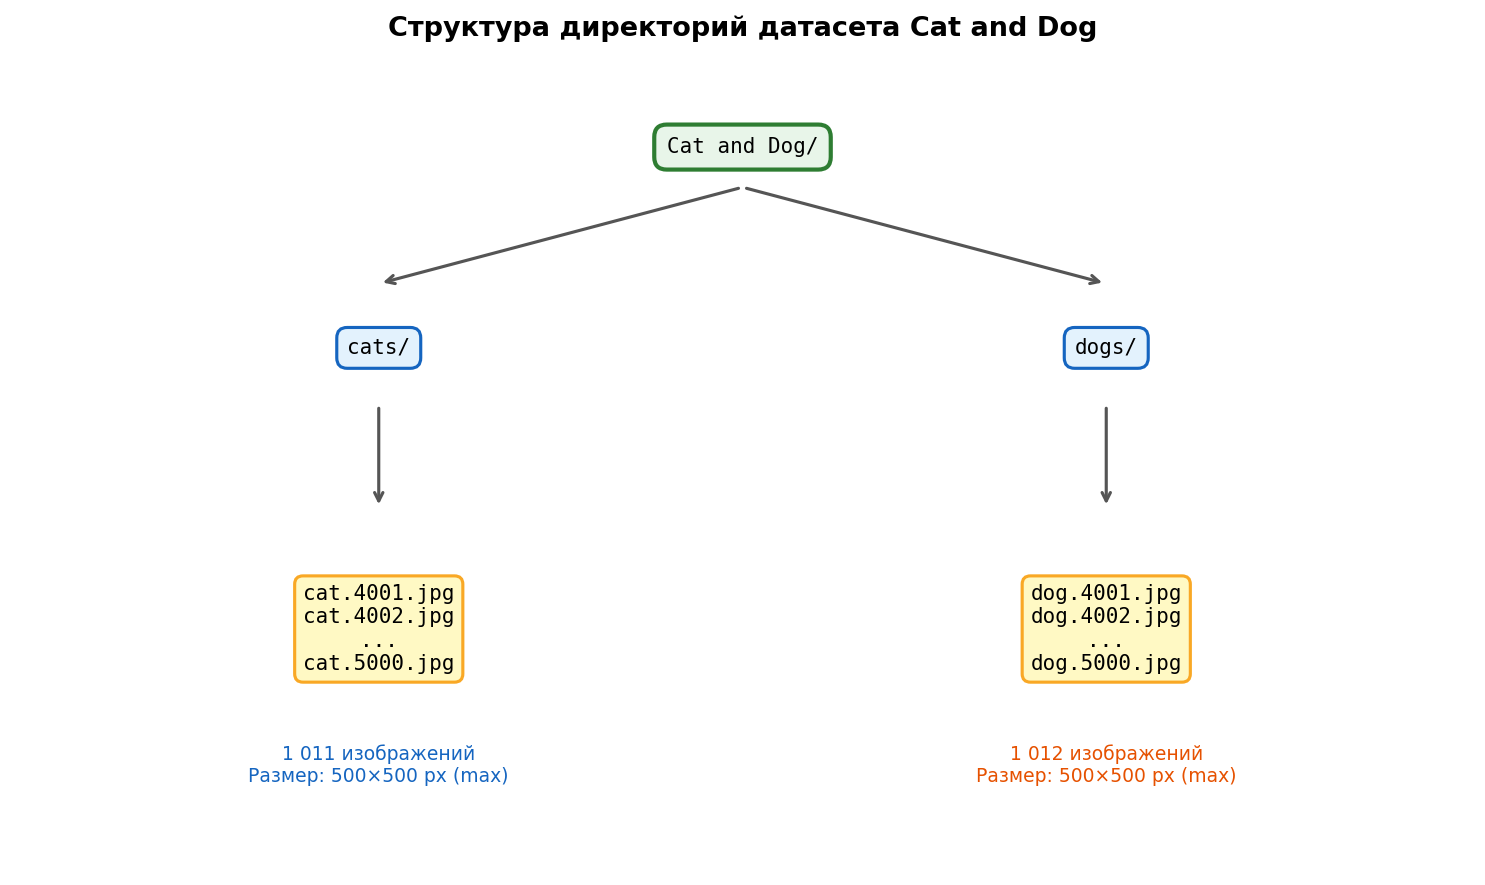 Структура директорий датасета Cat and Dog
Cat and Dog/
cats/
dogs/
cat.4001.jpg
cat.4002.jpg
...
cat.5000.jpg
dog.4001.jpg
dog.4002.jpg
...
dog.5000.jpg
1 011 изображений
Размер: 500×500 px (max)
1 012 изображений
Размер: 500×500 px (max)